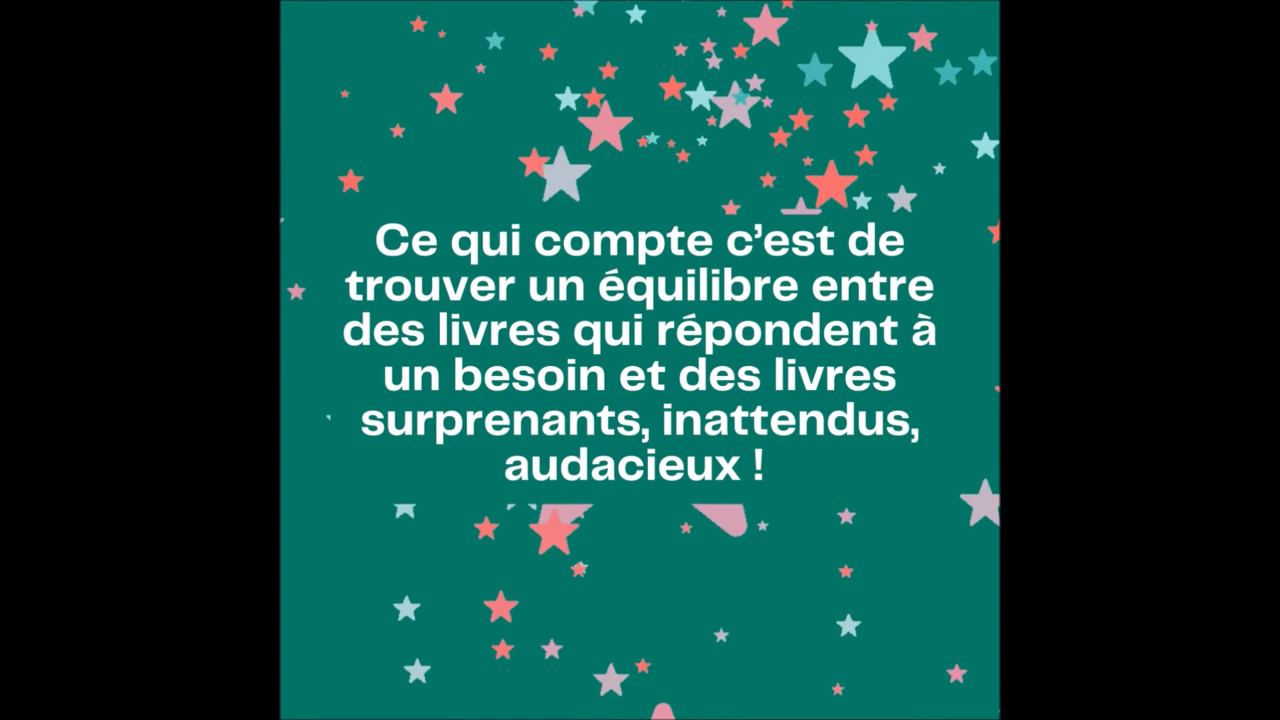 Ce qui compte c’est de
trouver un équilibre entre
des livres qui répondent à
un besoin et des livres
surprenants, inattendus,
audacieux !